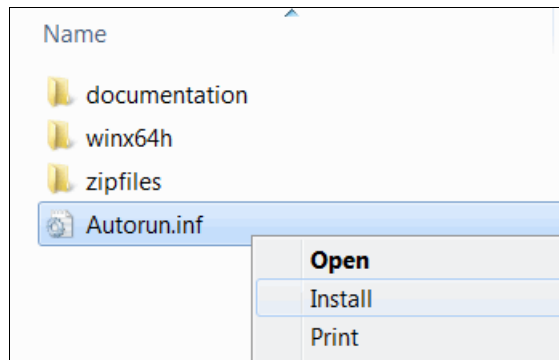 Name
documentation
winx64h
zipfiles
Autorun.inf
Open
Install
Print